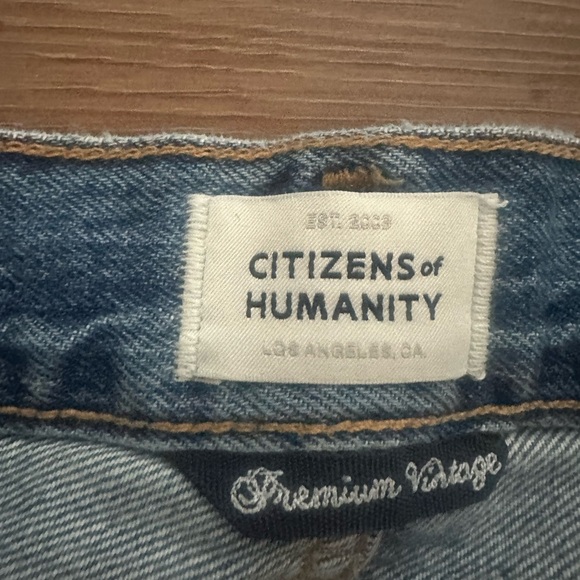 EST. 2003
CITIZENS of
HUMANITY
LOS ANGELES, CA.
Premium Vintage